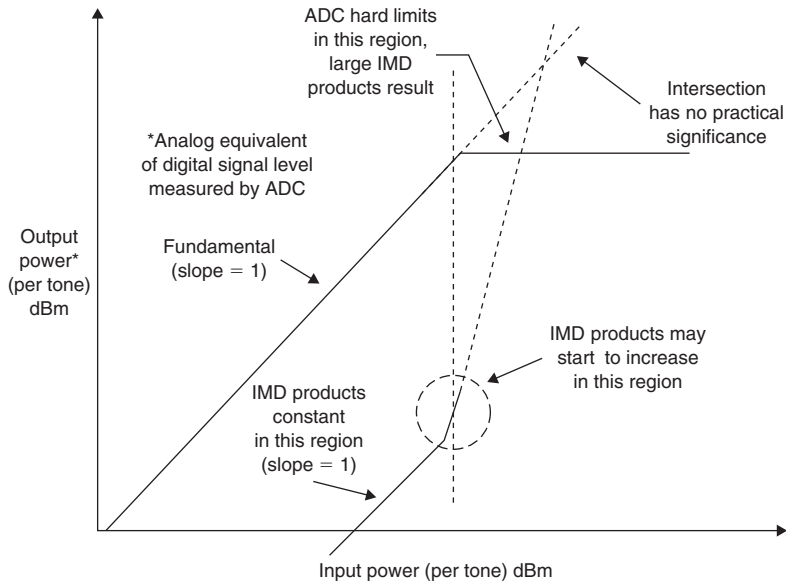 ADC hard limits
in this region,
large IMD
products result
Intersection
has no practical
significance
*Analog equivalent
of digital signal level
measured by ADC
Output
power*
(per tone)
dBm
Fundamental
(slope = 1)
IMD products may
start to increase
in this region
IMD products
constant
in this region
(slope = 1)
Input power (per tone) dBm